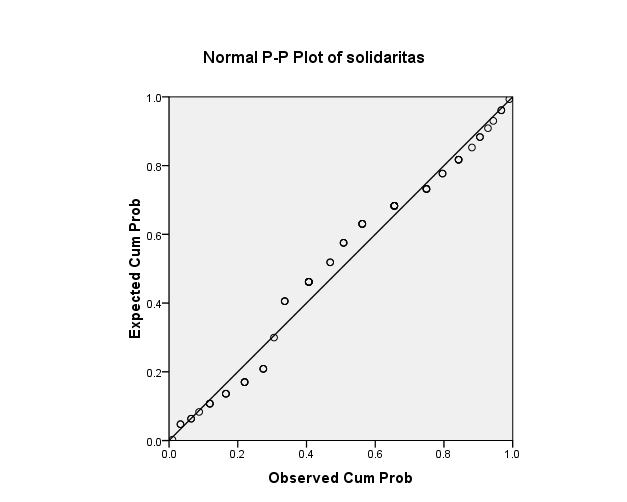 Normal P-P Plot of solidaritas
Expected Cum Prob
1.0
0.8
0.6
0.4
0.2
0.0
0.0 0.2 0.4 0.6 0.8 1.0
Observed Cum Prob